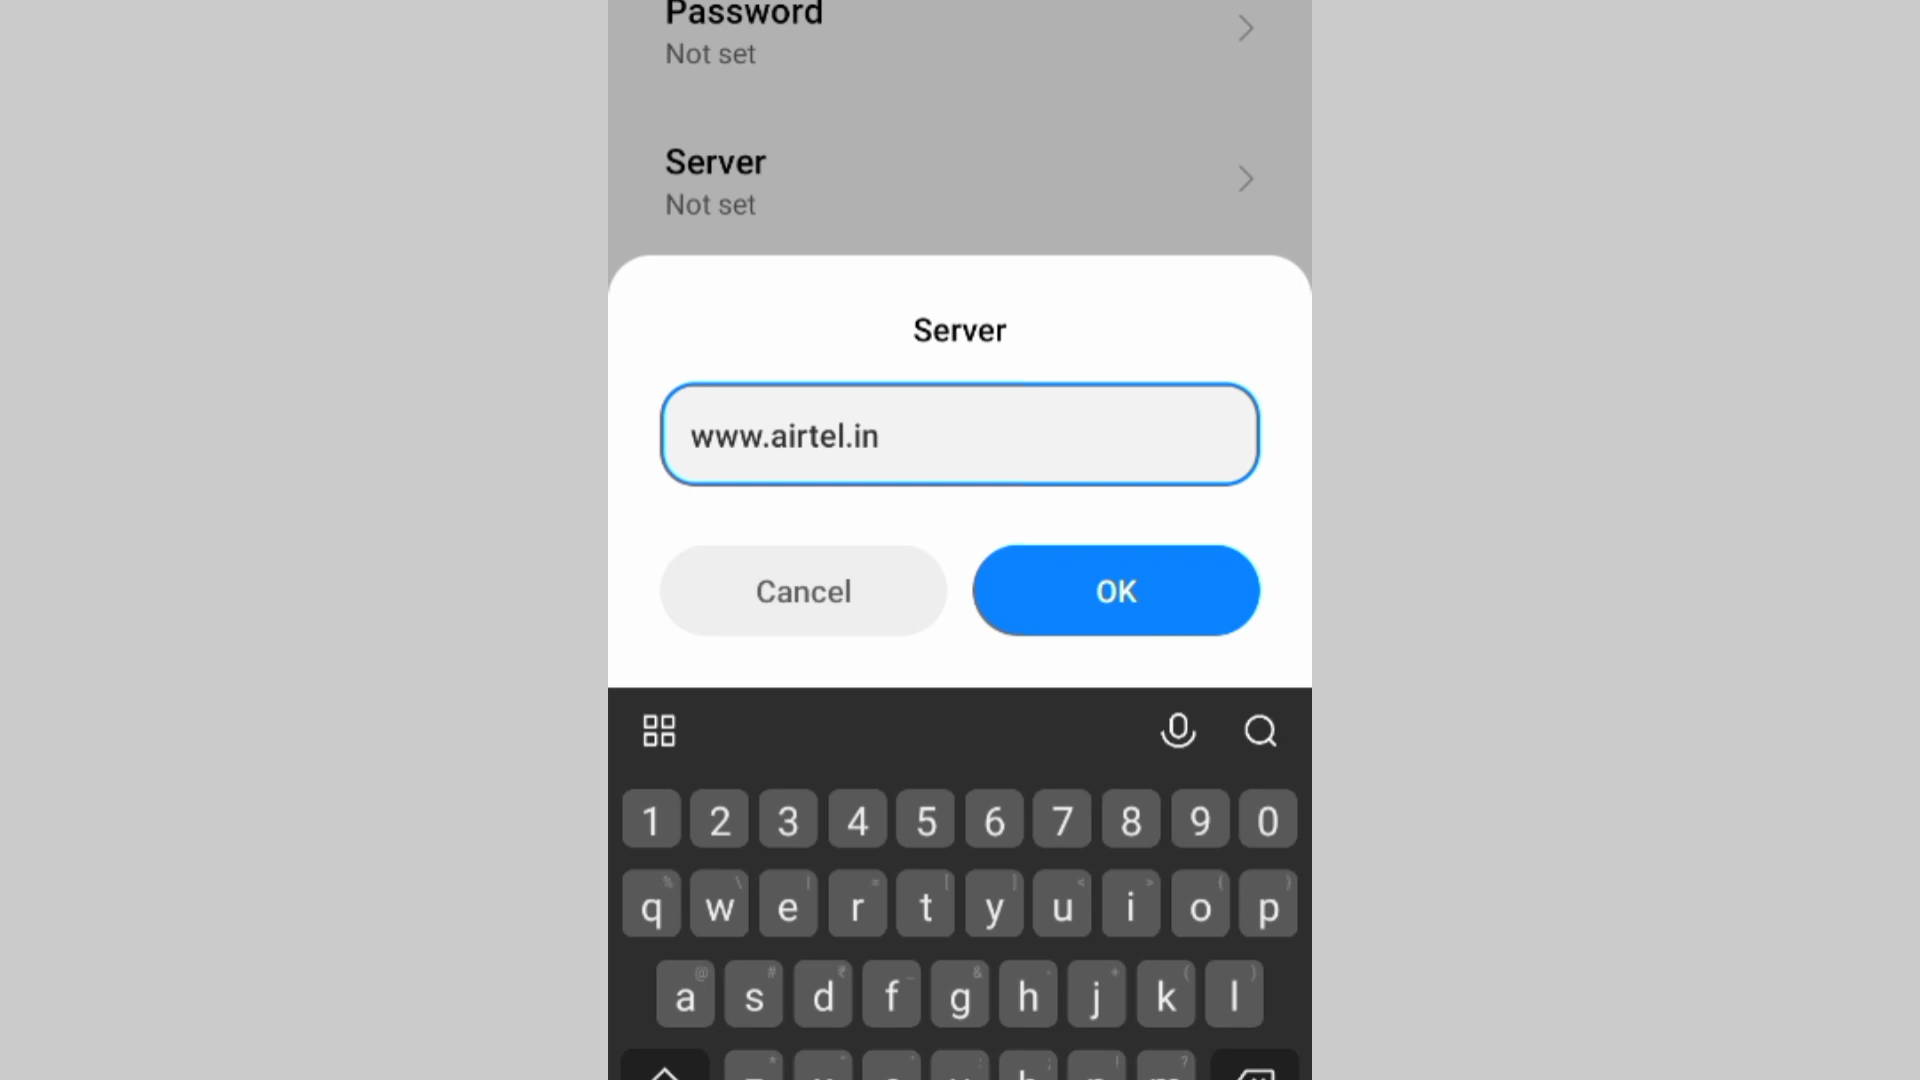 Password
Not set
Server
Not set
Server
www.airtel.in
Cancel
OK
1 2 3 4 5 6 7 8 9 0
q w e r t y u i o p
a s d f g h j k l